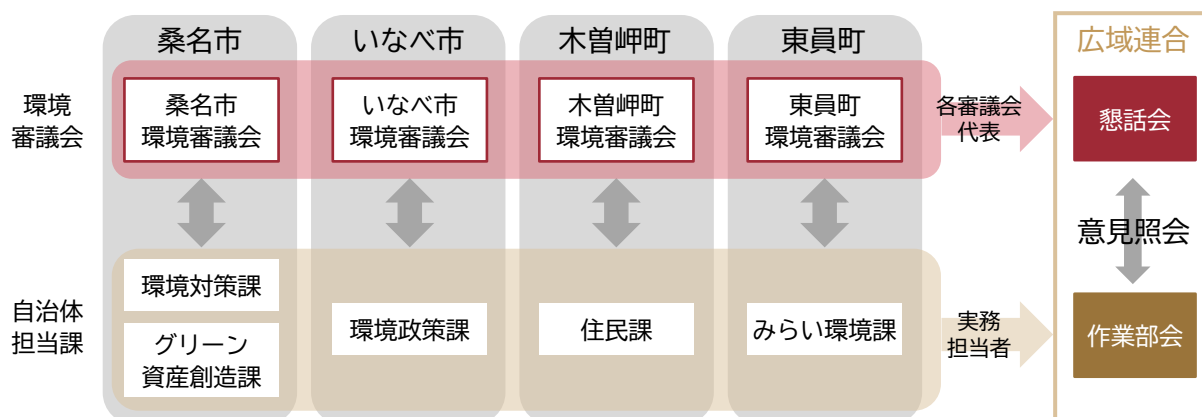 桑名市
いなべ市
木曽岬町
東員町
広域連合
環境
審議会
桑名市
環境審議会
いなべ市
環境審議会
木曽岬町
環境審議会
東員町
環境審議会
各審議会
代表
懇話会
意見照会
自治体
担当課
環境対策課
グリーン
資産創造課
環境政策課
住民課
みらい環境課
実務
担当者
作業部会